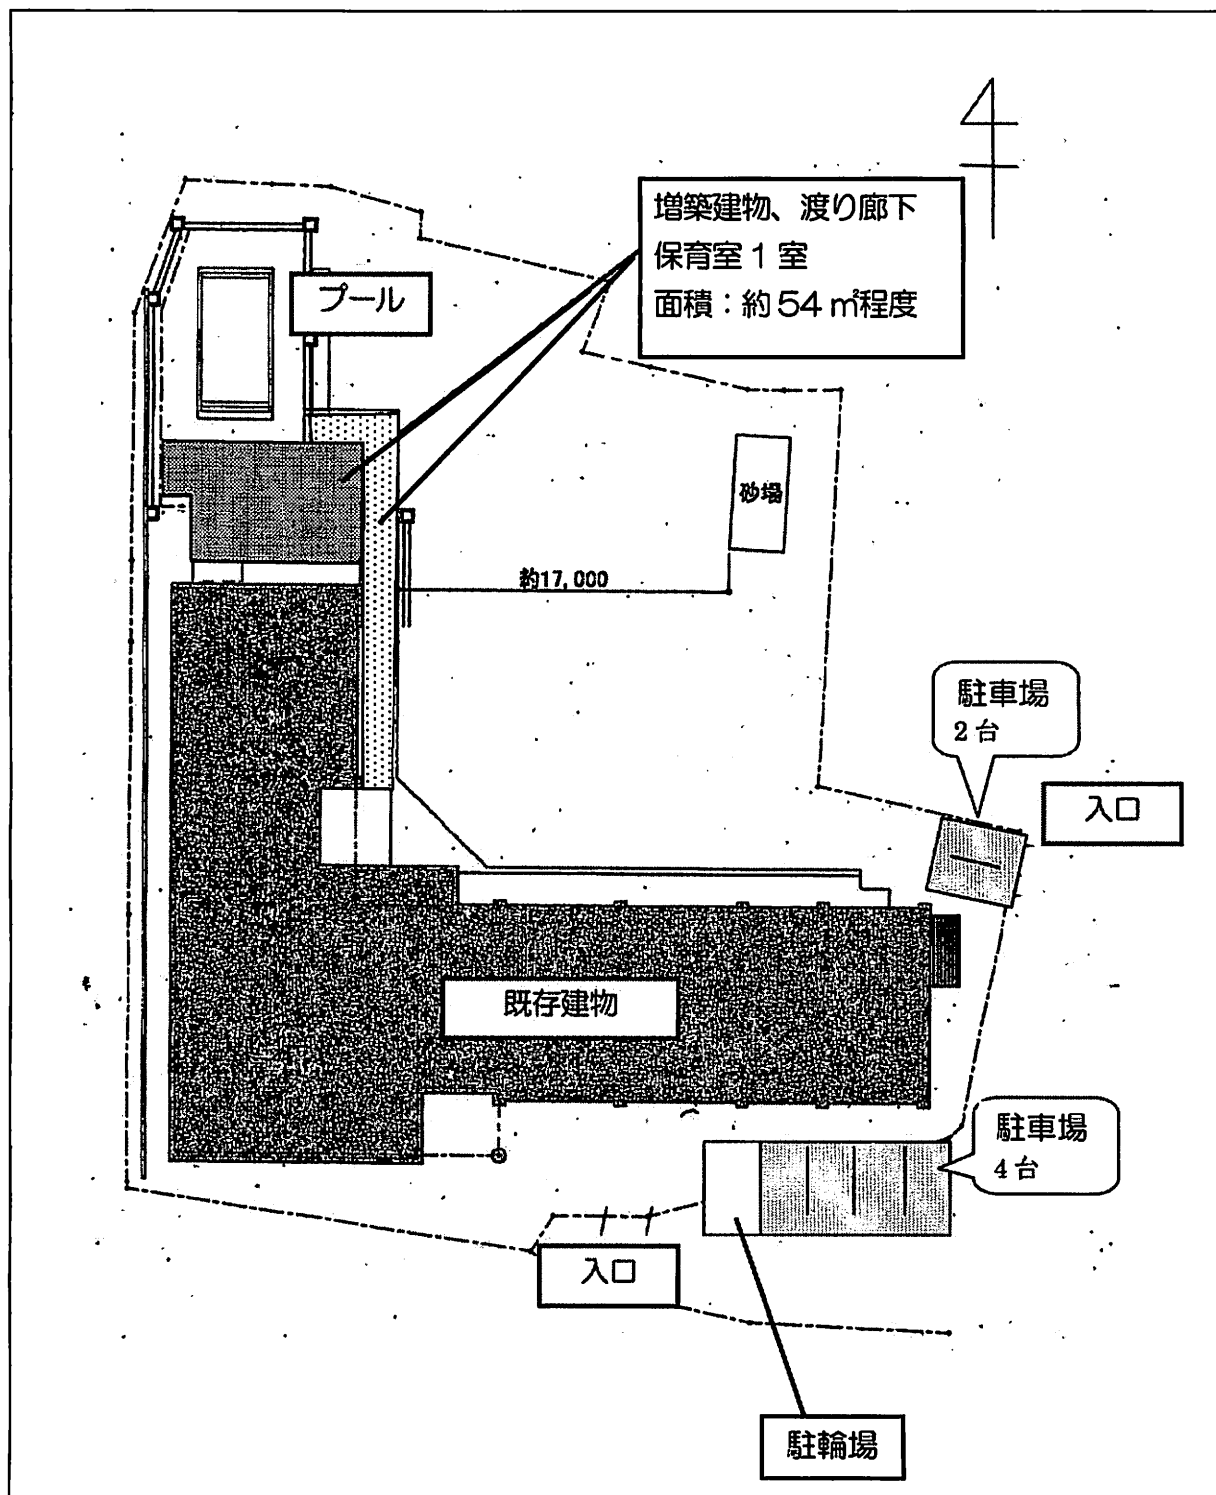 増築建物、渡り廊下
保育室1室
面積：約54㎡程度
プール
砂場
約17,000
駐車場
2台
入口
既存建物
駐車場
4台
入口
駐輪場